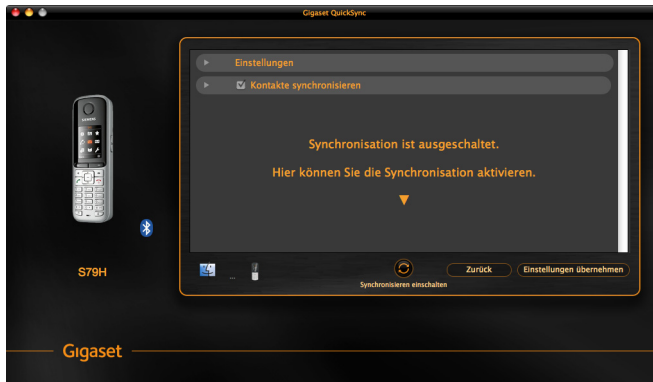 Gigaset QuickSync
Einstellungen
Kontakte synchronisieren
SIEMENS
Synchronisation ist ausgeschaltet.
Hier können Sie die Synchronisation aktivieren.
S79H
...
Zurück
Einstellungen übernehmen
Synchronisieren einschalten
Gigaset